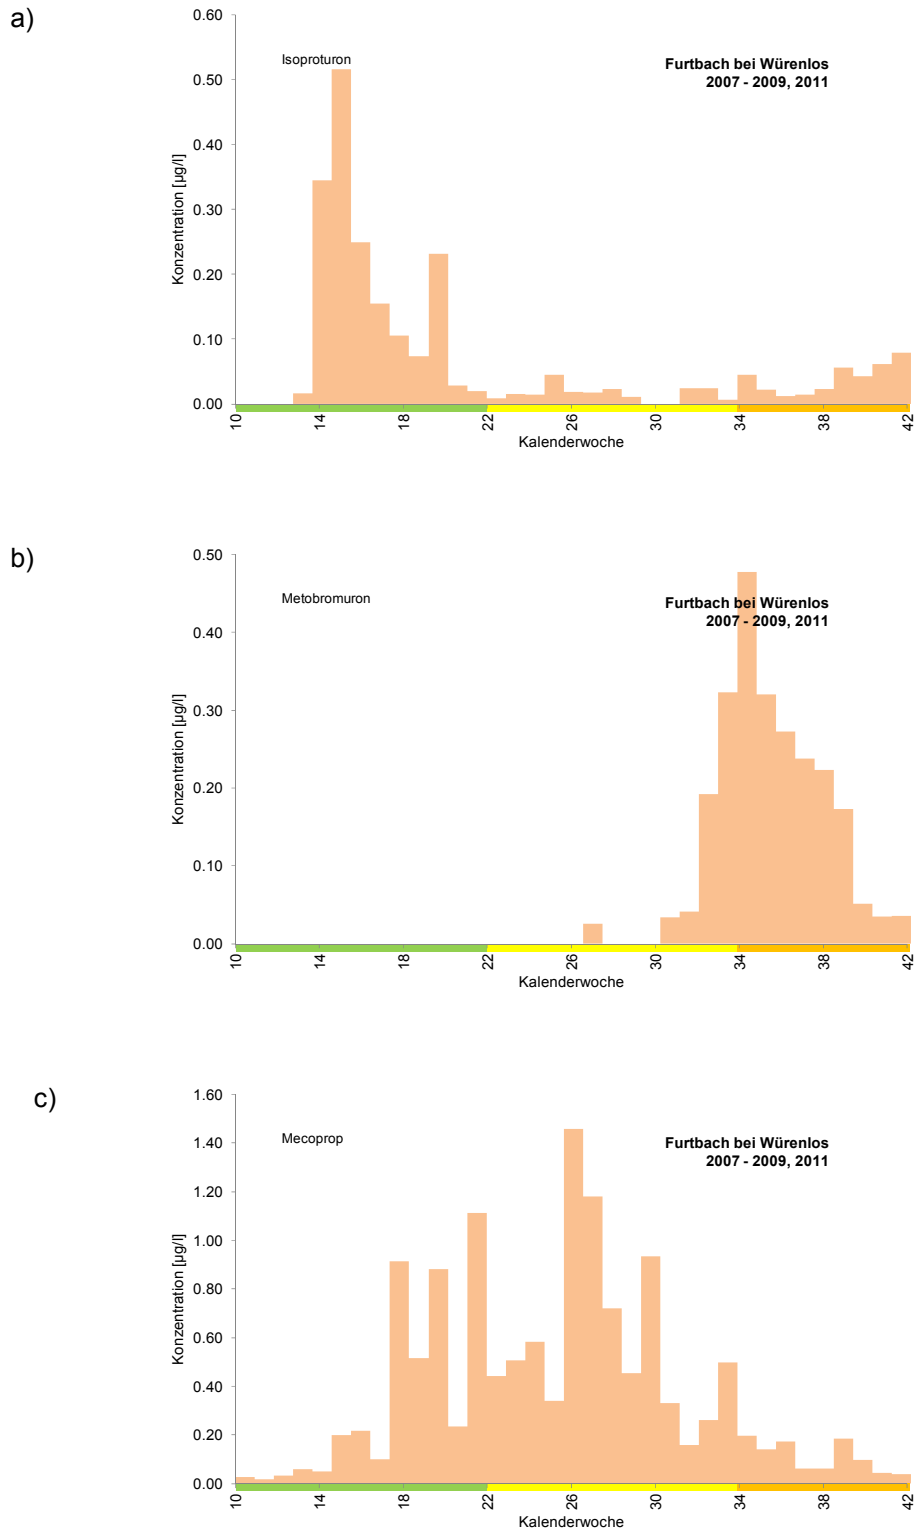 a)
0.60
0.50
0.40
0.30
0.20
0.10
0.00
Konzentration [µg/l]
Isoproturon
Furtbach bei Würenlos
2007 - 2009, 2011
10 14 18 22 26 30 34 38 42
Kalenderwoche
b)
0.50
0.40
0.30
0.20
0.10
0.00
Konzentration [µg/l]
Metobromuron
Furtbach bei Würenlos
2007 - 2009, 2011
10 14 18 22 26 30 34 38 42
Kalenderwoche
c)
1.60
1.40
1.20
1.00
0.80
0.60
0.40
0.20
0.00
Konzentration [µg/l]
Mecoprop
Furtbach bei Würenlos
2007 - 2009, 2011
10 14 18 22 26 30 34 38 42
Kalenderwoche